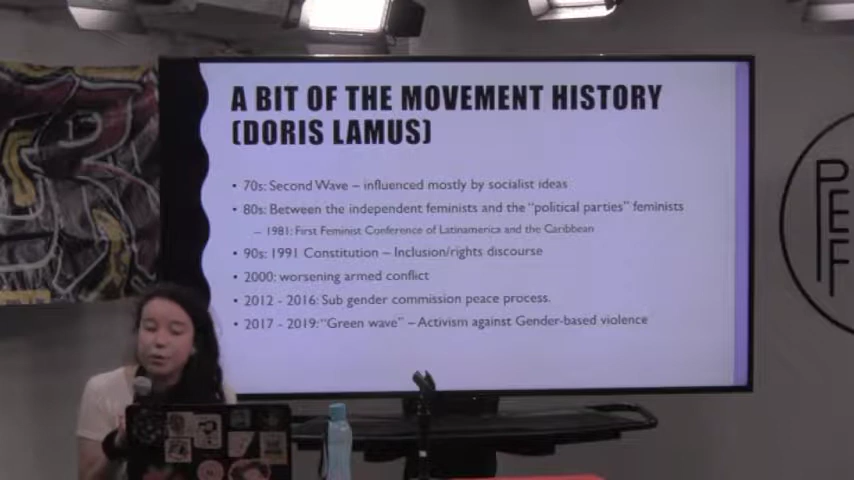 A BIT OF THE MOVEMENT HISTORY
(DORIS LAMUS)
• 70s: Second Wave – influenced mostly by socialist ideas
• 80s: Between the independent feminists and the "political parties" feminists
– 1981: First Feminist Conference of Latinamerica and the Caribbean
• 90s: 1991 Constitution – Inclusion/rights discourse
• 2000: worsening armed conflict
• 2012 - 2016: Sub gender commission peace process.
• 2017 - 2019: "Green wave" – Activism against Gender-based violence